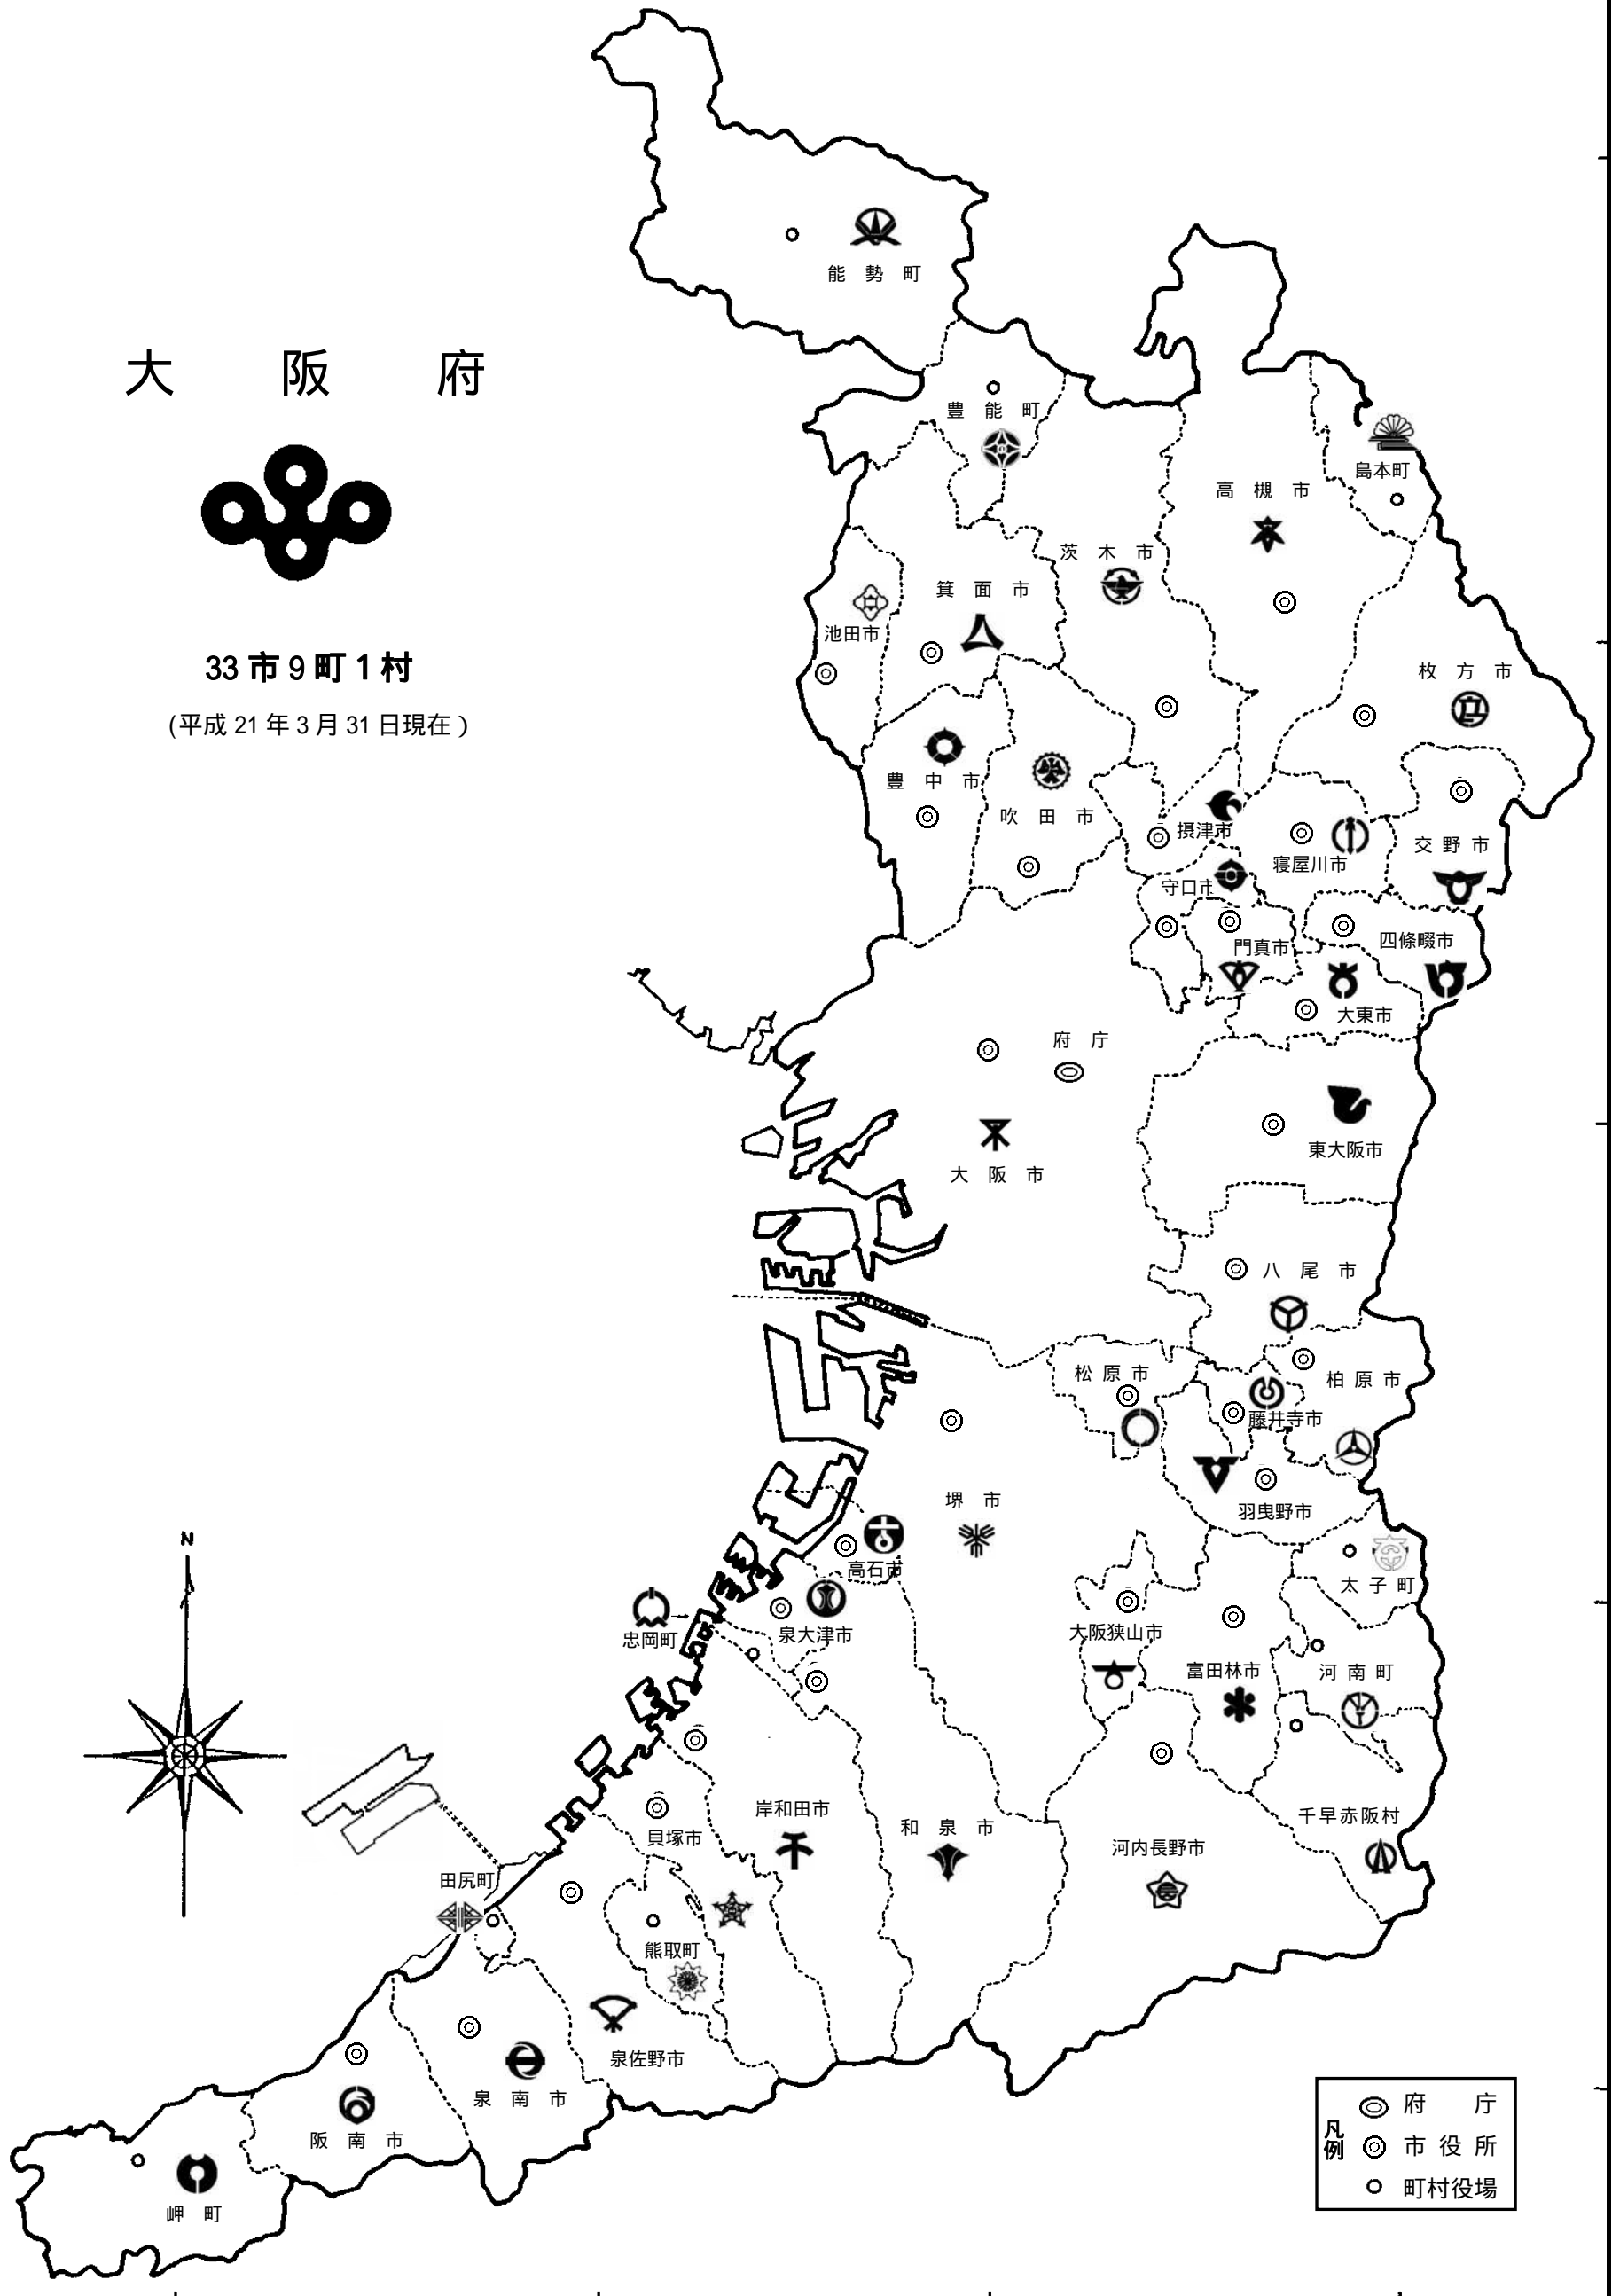 能勢町
大阪府
豊能町
島本町
高槻市
茨木市
箕面市
池田市
33市9町1村
枚方市
(平成21年3月31日現在)
豊中市
吹田市
摂津市
交野市
寝屋川市
守口市
四條畷市
門真市
大東市
府庁
東大阪市
大阪市
八尾市
松原市
柏原市
藤井寺市
堺市
羽曳野市
N
高石市
太子町
大阪狭山市
泉大津市
忠岡町
富田林市
河南町
岸和田市
千早赤阪村
和泉市
貝塚市
河内長野市
田尻町
熊取町
泉佐野市
泉南市
阪南市
岬町
凡例
府庁
市役所
町村役場